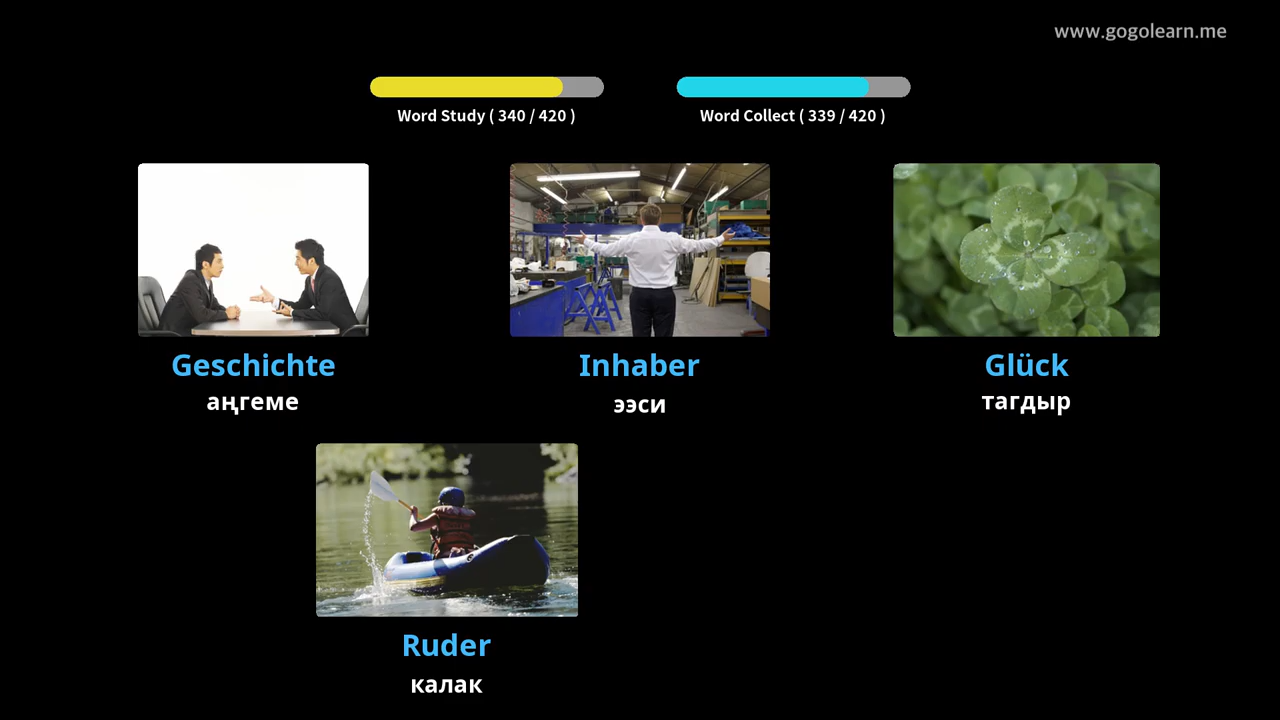 www.gogolearn.me
Word Study ( 340 / 420 )
Word Collect ( 339 / 420 )
Geschichte
аңгеме
Inhaber
ээси
Glück
тагдыр
Ruder
калак